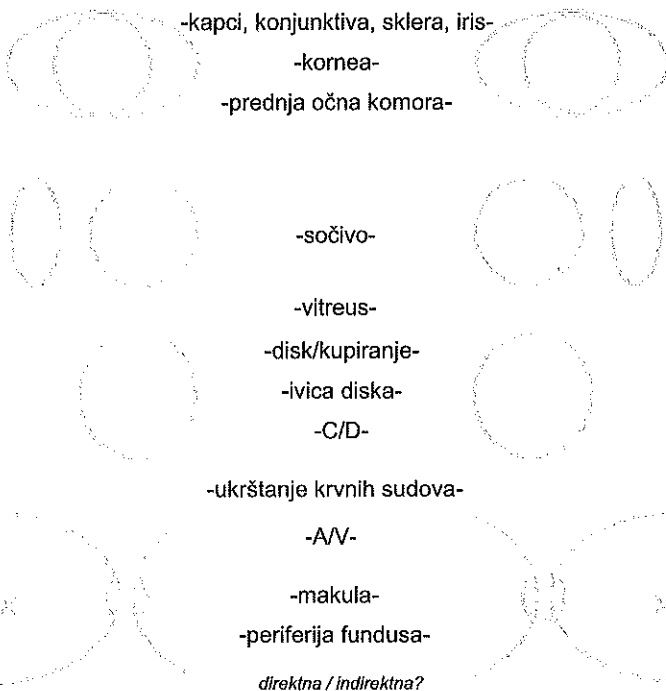 -kapci, konjunktiva, sklera, iris-
-kornea-
-prednja očna komora-
-sočivo-
-vitreus-
-disk/kupiranje-
-ivica diska-
-C/D-
-ukrštanje krvnih sudova-
-A/V-
-makula-
-periferija fundusa-
direktna / indirektna?